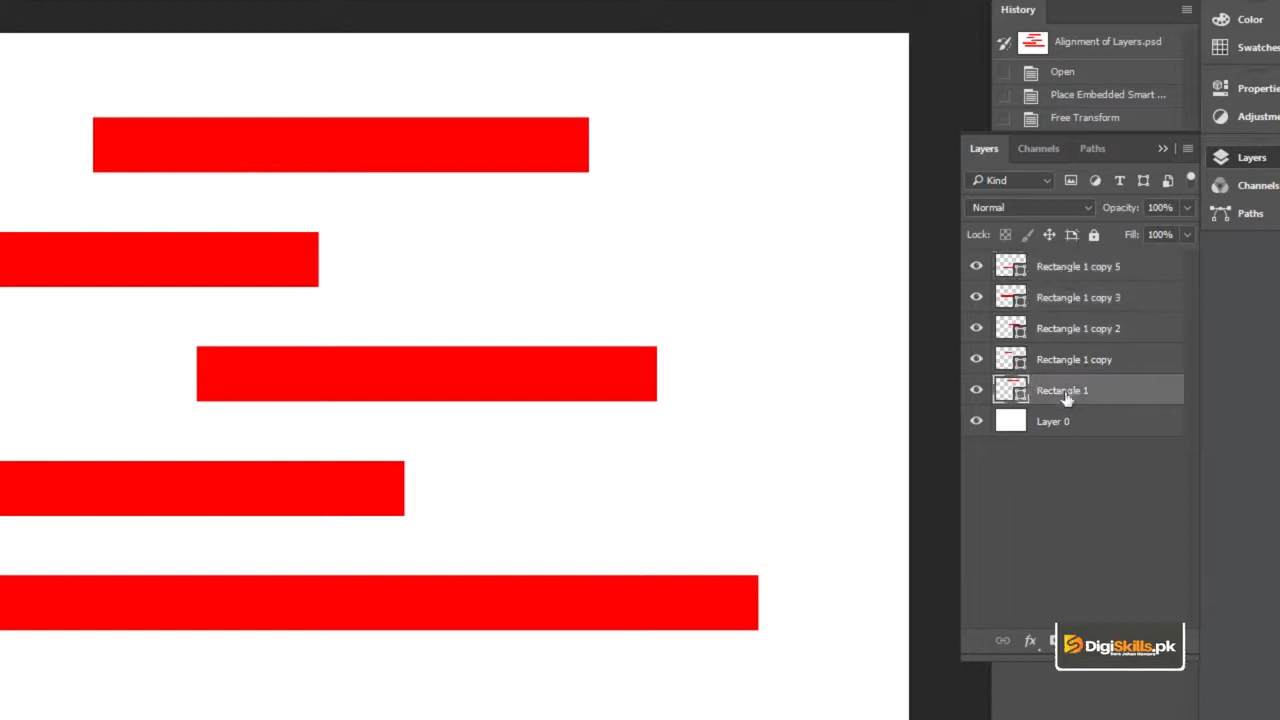 History
Alignment of Layers.psd
Open
Place Embedded Smart ...
Free Transform
Layers Channels Paths
Kind
Normal Opacity: 100%
Lock: Fill: 100%
Rectangle 1 copy 5
Rectangle 1 copy 3
Rectangle 1 copy 2
Rectangle 1 copy
Rectangle 1
Layer 0
fx
Color
Swatches
Propertie
Adjustme
Layers
Channels
Paths
DigiSkills.pk